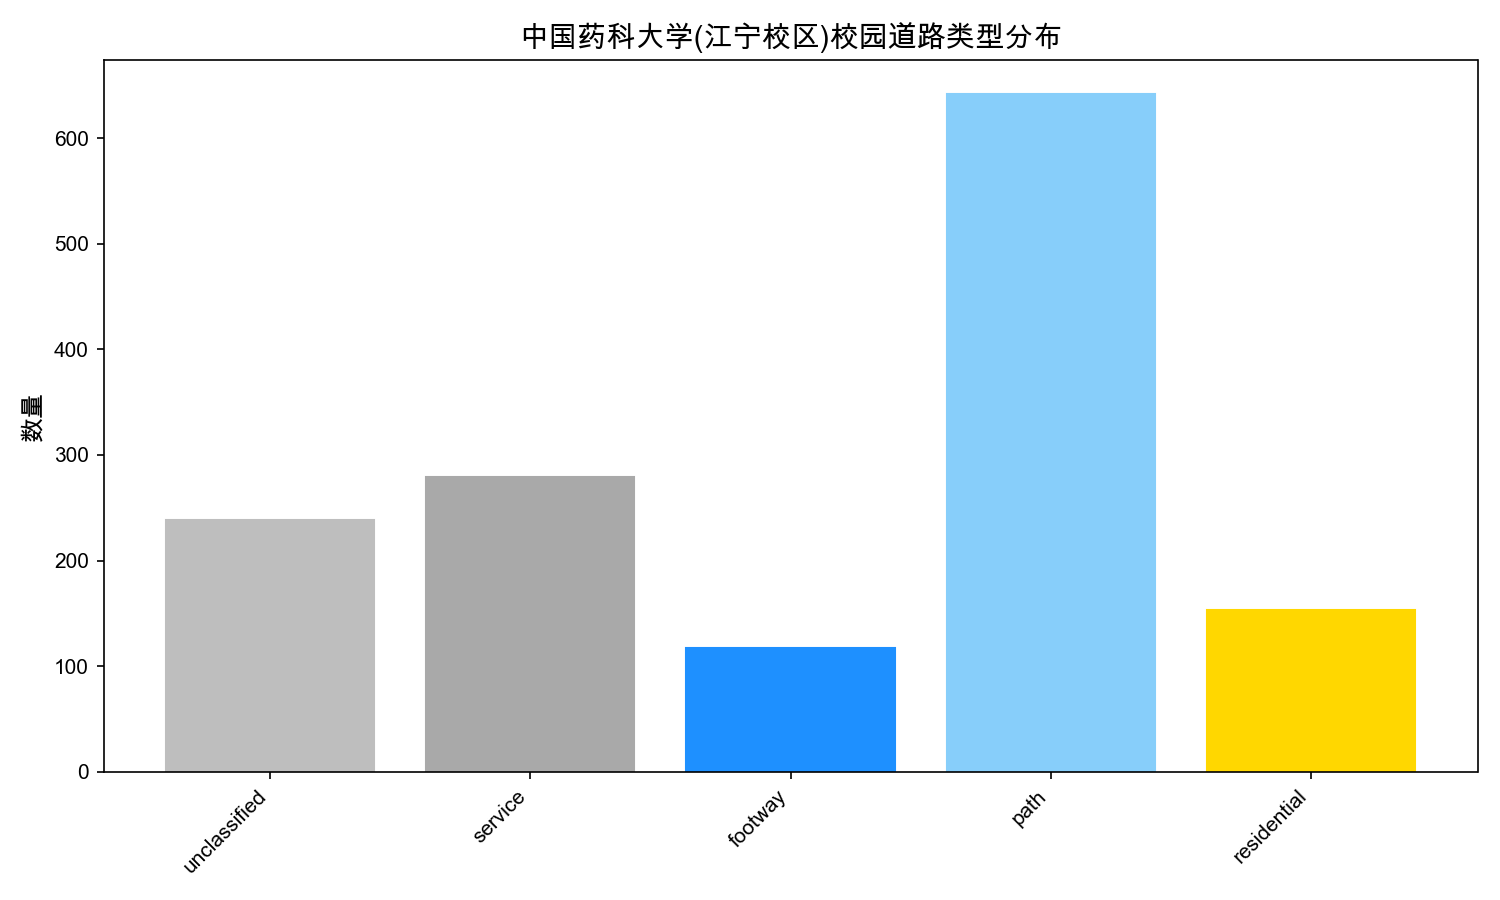 中国药科大学(江宁校区)校园道路类型分布
数量
600
500
400
300
200
100
0
unclassified
service
footway
path
residential